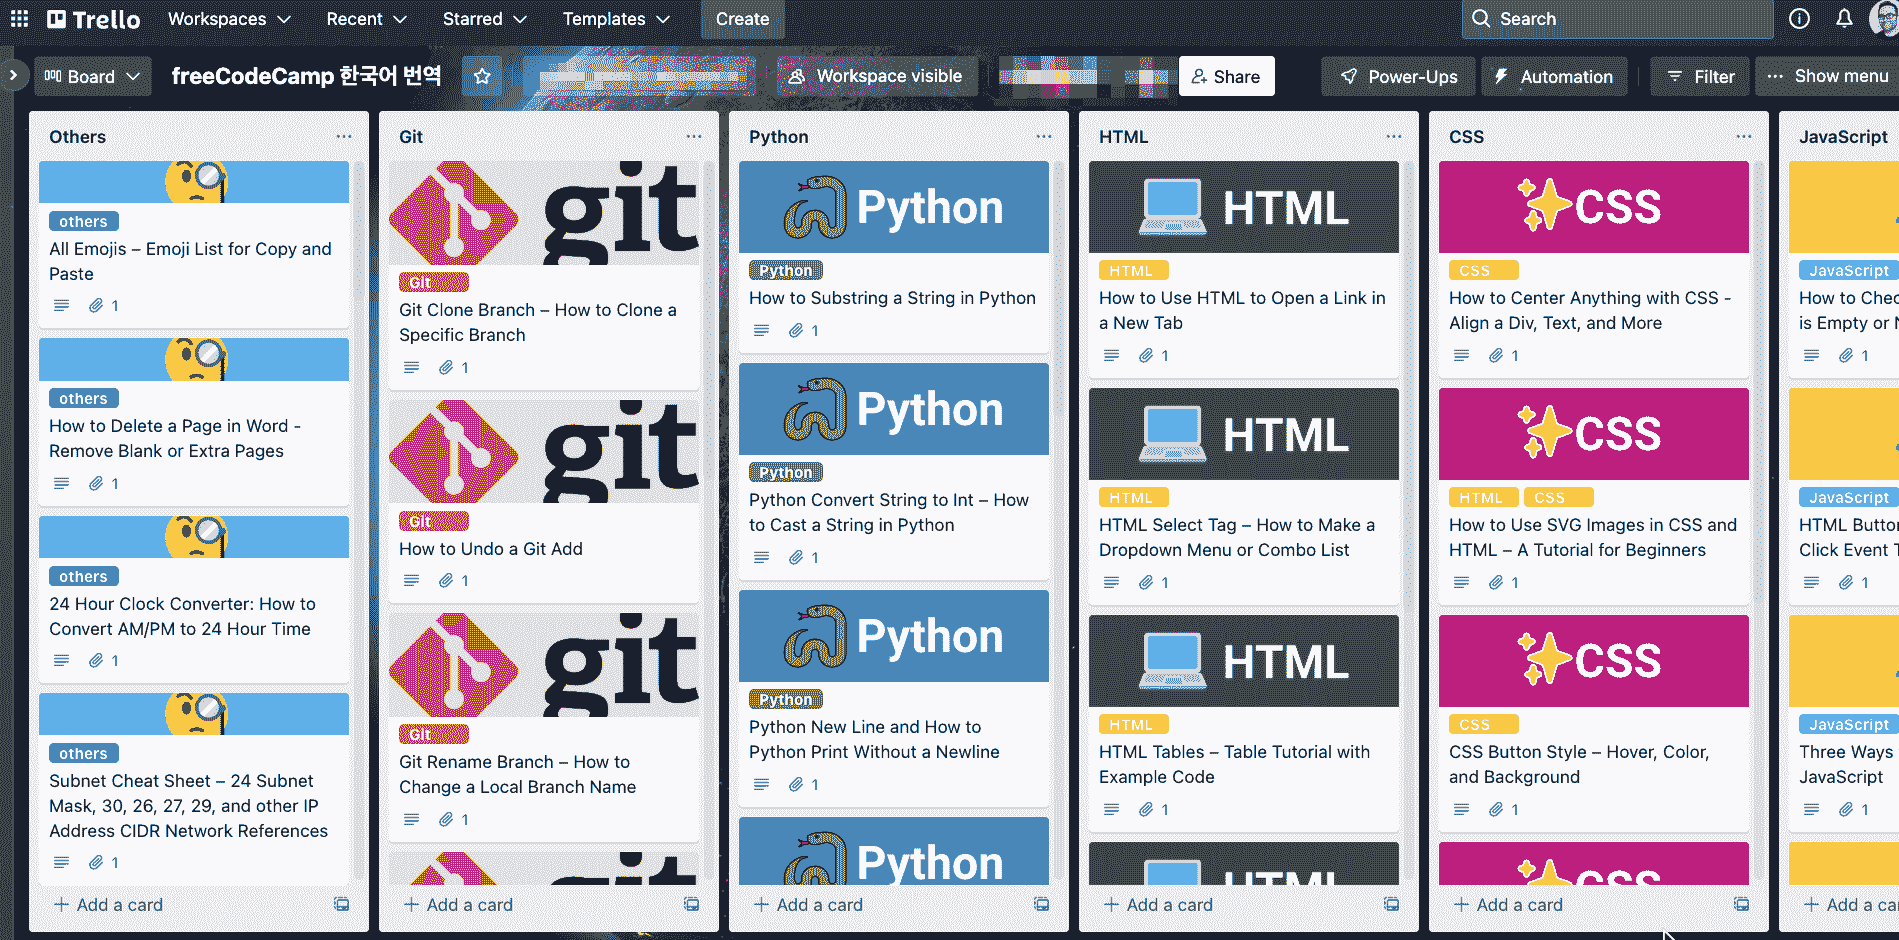 Trello Workspaces Recent Starred Templates Create Search
Board freeCodeCamp 한국어 번역 Workspace visible Share Power-Ups Automation Filter Show menu
Others
others
All Emojis – Emoji List for Copy and
Paste
1
others
How to Delete a Page in Word -
Remove Blank or Extra Pages
1
others
24 Hour Clock Converter: How to
Convert AM/PM to 24 Hour Time
1
others
Subnet Cheat Sheet – 24 Subnet
Mask, 30, 26, 27, 29, and other IP
Address CIDR Network References
1
Add a card
Git
git
Git
Git Clone Branch – How to Clone a
Specific Branch
1
git
Git
How to Undo a Git Add
1
git
Git
Git Rename Branch – How to
Change a Local Branch Name
1
Add a card
Python
Python
Python
How to Substring a String in Python
1
Python
Python
Python Convert String to Int – How
to Cast a String in Python
1
Python
Python
Python New Line and How to
Python Print Without a Newline
1
Python
Add a card
HTML
HTML
HTML
How to Use HTML to Open a Link in
a New Tab
1
HTML
HTML
HTML Select Tag – How to Make a
Dropdown Menu or Combo List
1
HTML
HTML
HTML Tables – Table Tutorial with
Example Code
1
HTML
Add a card
CSS
CSS
CSS
How to Center Anything with CSS -
Align a Div, Text, and More
1
CSS
HTML CSS
How to Use SVG Images in CSS and
HTML – A Tutorial for Beginners
1
CSS
CSS
CSS Button Style – Hover, Color,
and Background
1
CSS
Add a card
JavaScript
JavaScript
How to
is Empty or
1
JavaScript
HTML
Click Event
1
JavaScript
Three Ways
JavaScript
1
Add a